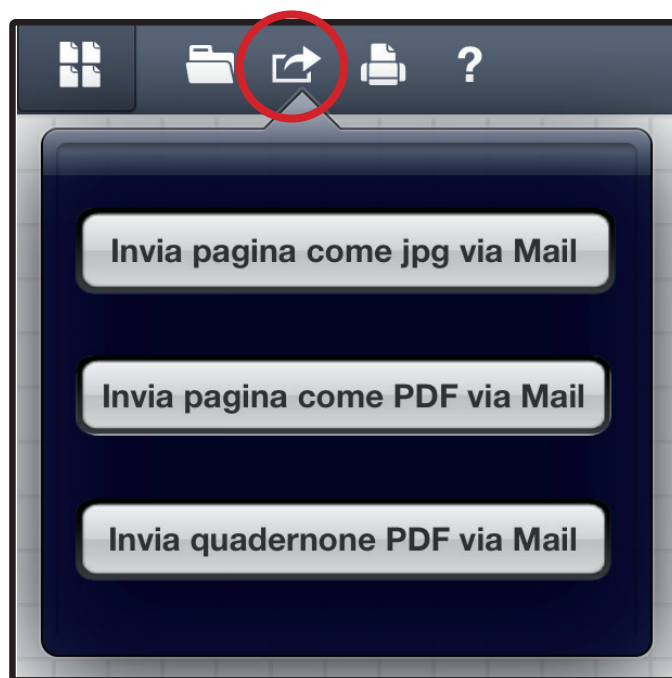 ?
Invia pagina come jpg via Mail
Invia pagina come PDF via Mail
Invia quadernone PDF via Mail